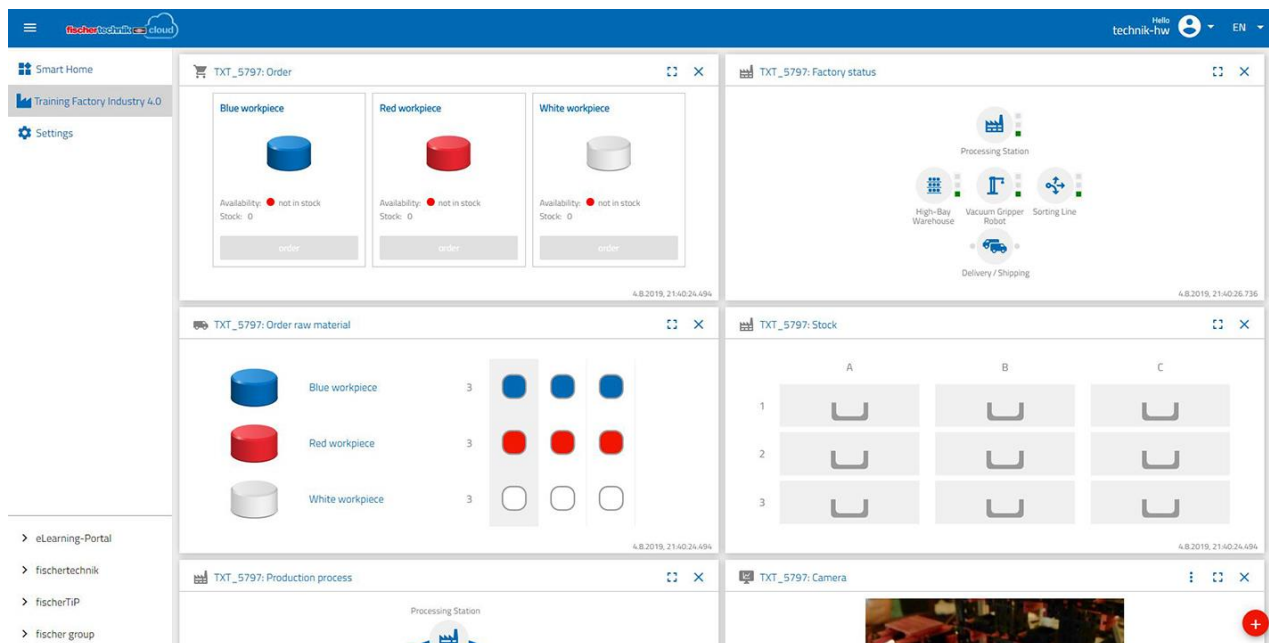 fischertechnik cloud
Hello
technik-hw
EN
Smart Home
Training Factory Industry 4.0
Settings
eLearning-Portal
fischertechnik
fischerTiP
fischer group
TXT_5797: Order
Blue workpiece
Red workpiece
White workpiece
Availability: not in stock
Stock: 0
order
Availability: not in stock
Stock: 0
order
Availability: not in stock
Stock: 0
order
4.8.2019, 21:40:24.494
TXT_5797: Factory status
Processing Station
High-Bay
Warehouse
Vacuum Gripper
Robot
Sorting Line
Delivery / Shipping
4.8.2019, 21:40:26.736
TXT_5797: Order raw material
Blue workpiece 3
Red workpiece 3
White workpiece 3
4.8.2019, 21:40:24.494
TXT_5797: Stock
A B C
1
2
3
4.8.2019, 21:40:24.494
TXT_5797: Production process
Processing Station
TXT_5797: Camera